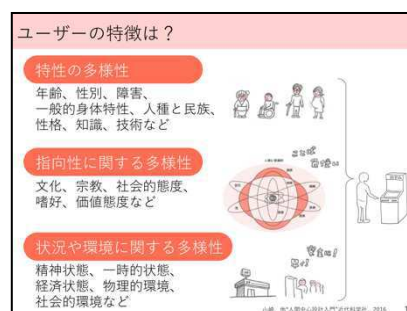 ユーザーの特徴は？
特性の多様性
年齢、性別、障害、
一般的身体特性、人種と民族、
性格、知識、技術など
指向性に関する多様性
文化、宗教、社会的態度、
嗜好、価値態度など
状況や環境に関する多様性
精神状態、一時的状態、
経済状態、物理的環境、
社会的環境など